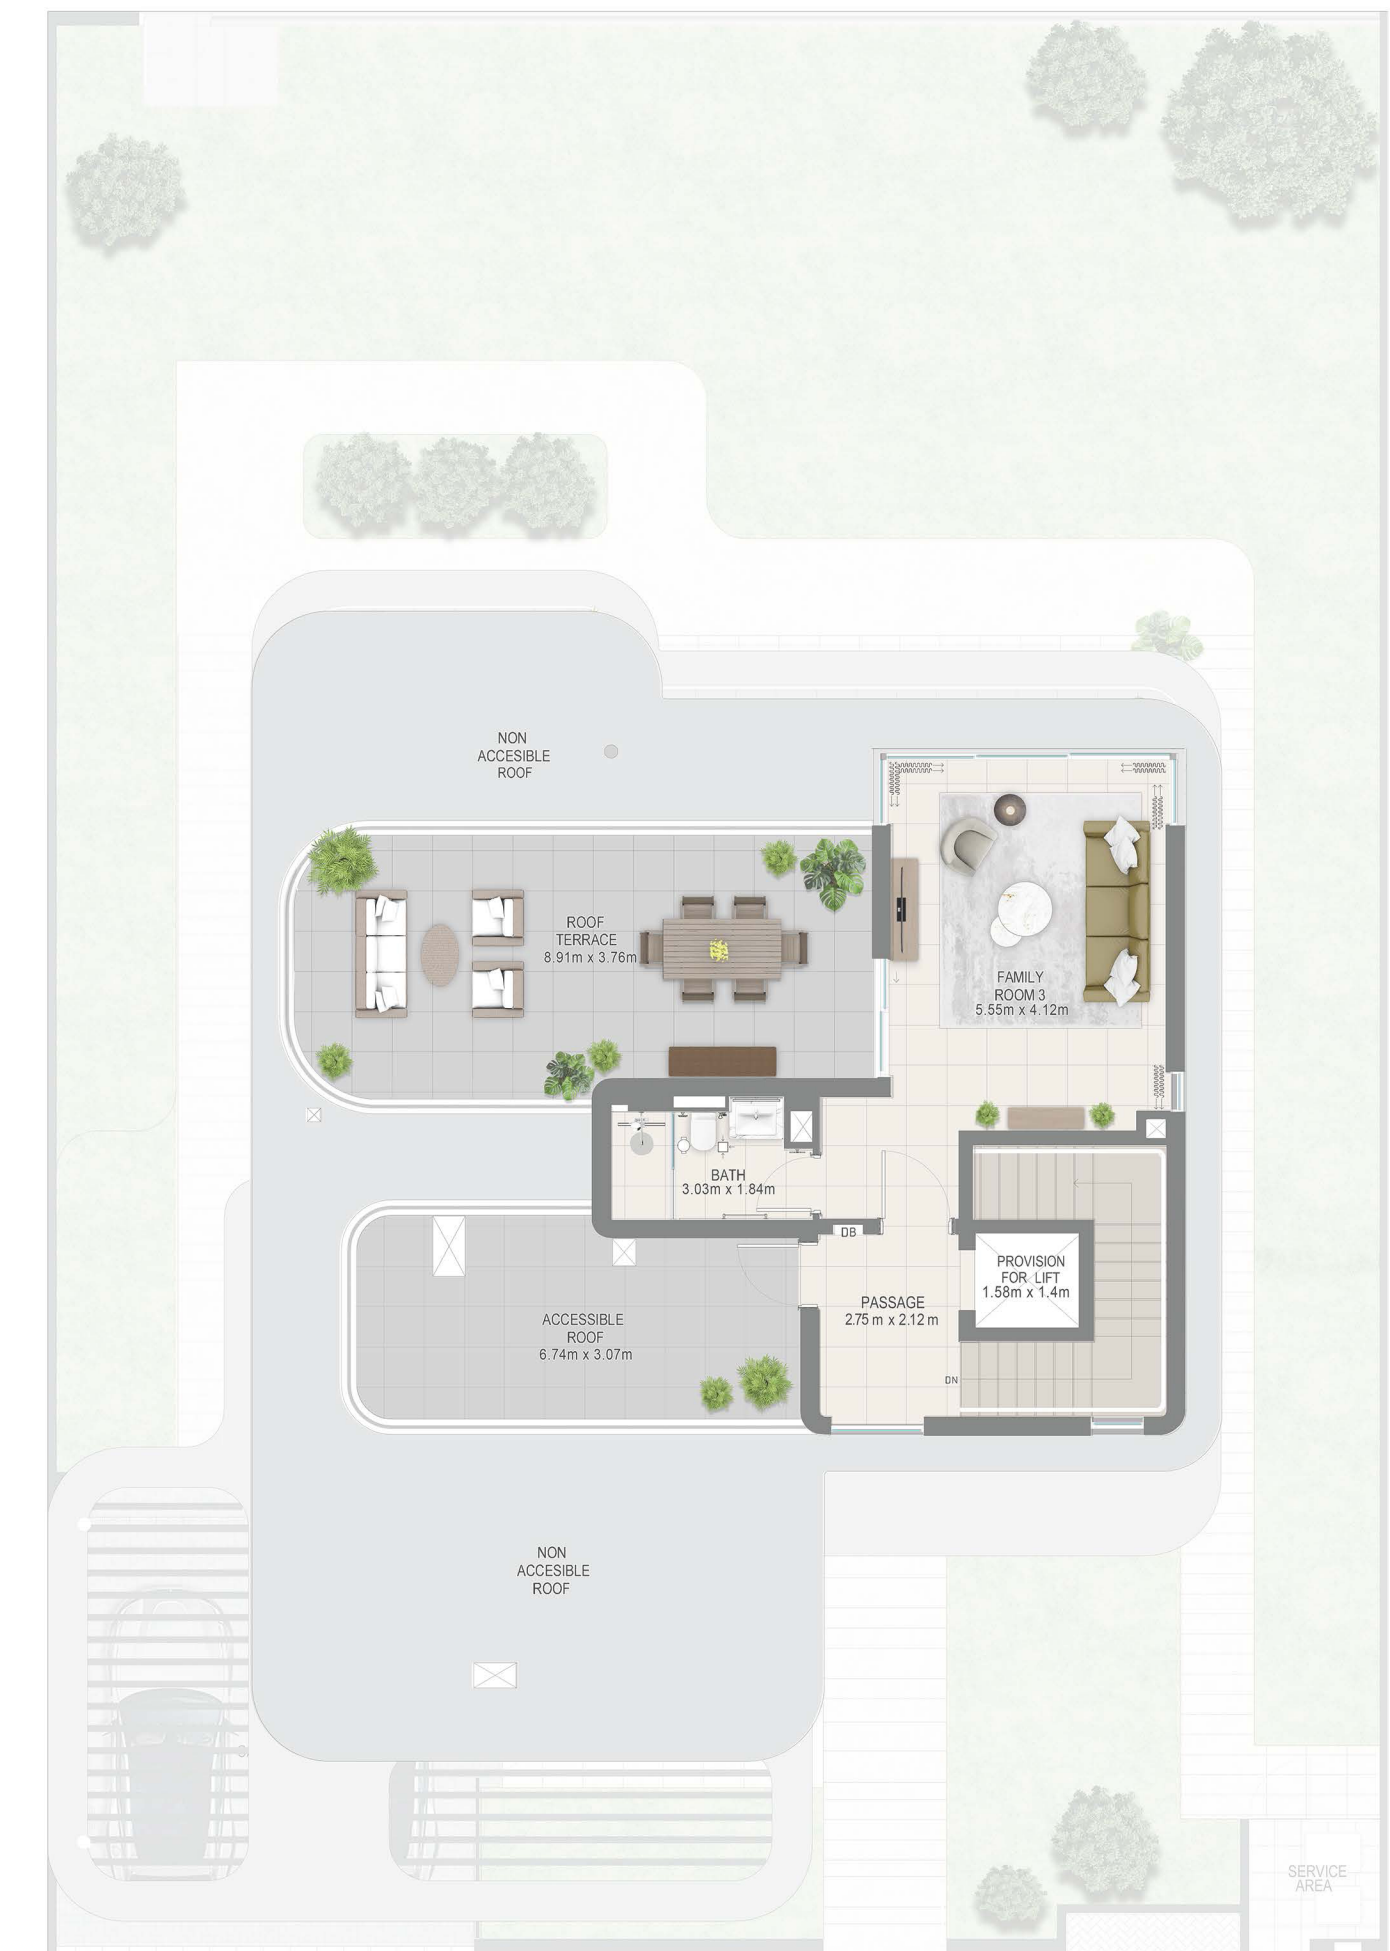 NON
ACCESIBLE
ROOF
ROOF
TERRACE
8.91m x 3.76m
FAMILY
ROOM 3
5.55m x 4.12m
BATH
3.03m x 1.84m
DB
PROVISION
FOR LIFT
1.58m x 1.4m
PASSAGE
2.75 m x 2.12 m
ACCESSIBLE
ROOF
6.74m x 3.07m
DN
NON
ACCESIBLE
ROOF
SERVICE
AREA